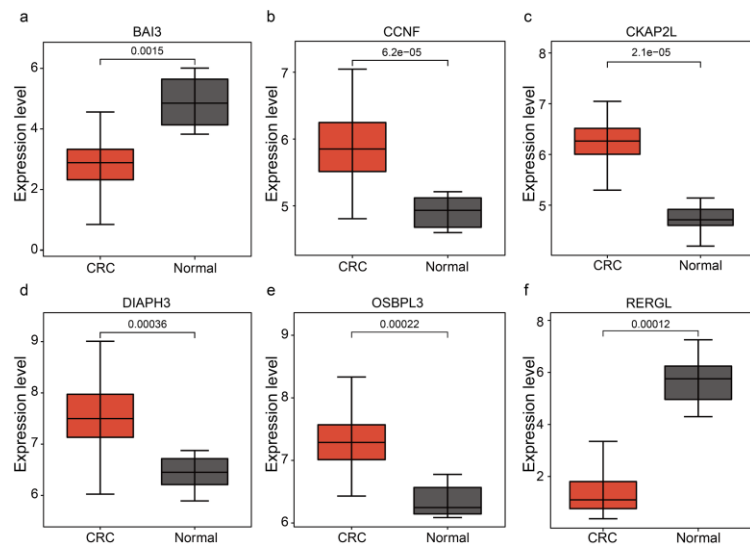 a
BAI3
0.0015
Expression level
6
4
2
0
CRC
Normal
b
CCNF
6.2e-05
Expression level
7
6
5
CRC
Normal
c
CKAP2L
2.1e-05
Expression level
8
7
6
5
CRC
Normal
d
DIAPH3
0.00036
Expression level
9
8
7
6
CRC
Normal
e
OSBPL3
0.00022
Expression level
9
8
7
6
CRC
Normal
f
RERGL
0.00012
Expression level
8
6
4
2
CRC
Normal